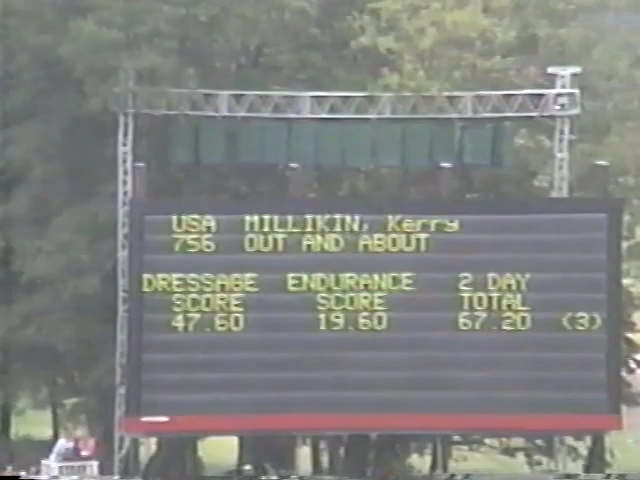 USA MILLIKIN, Kerry
756 OUT AND ABOUT
DRESSAGE ENDURANCE 2 DAY
SCORE SCORE TOTAL
47.60 19.60 67.20 (3)